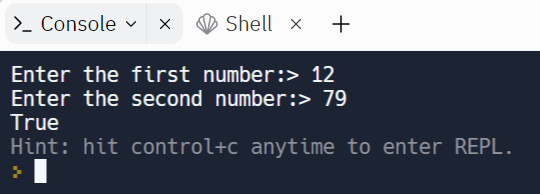 >_ Console
Shell
Enter the first number:> 12
Enter the second number:> 79
True
Hint: hit control+c anytime to enter REPL.
>